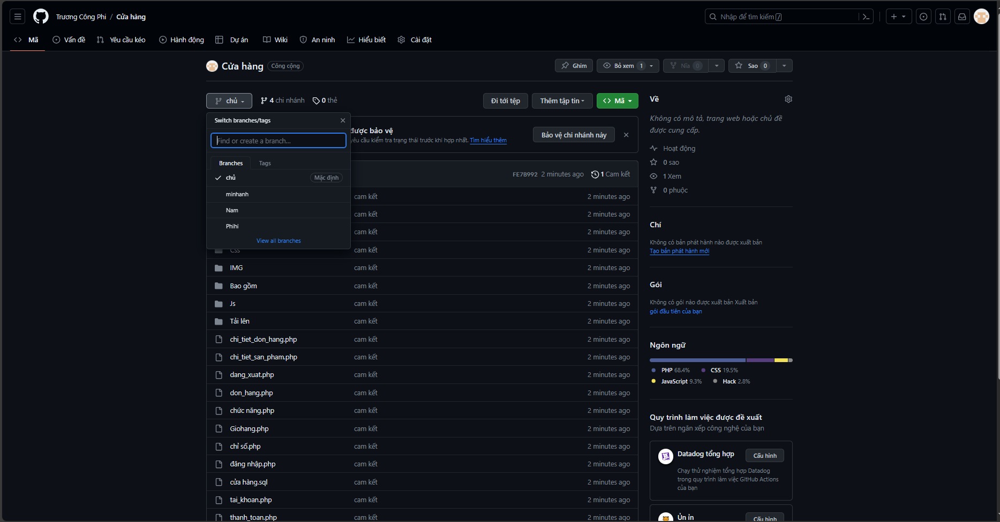 Trương Công Phi / Cửa hàng
Nhập để tìm kiếm /
Mã Vấn đề Yêu cầu kéo Hành động Dự án Wiki An ninh Hiểu biết Cài đặt
Cửa hàng Công cộng
Ghim Bỏ xem 1 Nĩa 0 Sao 0
chủ 4 chi nhánh 0 thẻ
Đi tới tệp Thêm tập tin Mã
Switch branches/tags
Find or create a branch...
Branches Tags
chủ Mặc định
minhanh
Nam
Phihi
View all branches
được bảo vệ
yêu cầu kiểm tra trạng thái trước khi hợp nhất. Tìm hiểu thêm
Bảo vệ chi nhánh này
FE7B992 2 minutes ago 1 Cam kết
cam kết 2 minutes ago
cam kết 2 minutes ago
cam kết 2 minutes ago
Css cam kết 2 minutes ago
IMG cam kết 2 minutes ago
Bao gồm cam kết 2 minutes ago
Js cam kết 2 minutes ago
Tải lên cam kết 2 minutes ago
chi_tiet_don_hang.php cam kết 2 minutes ago
chi_tiet_san_pham.php cam kết 2 minutes ago
dang_xuat.php cam kết 2 minutes ago
don_hang.php cam kết 2 minutes ago
chức năng.php cam kết 2 minutes ago
Giohang.php cam kết 2 minutes ago
chỉ số.php cam kết 2 minutes ago
đăng nhập.php cam kết 2 minutes ago
cửa hàng.sql cam kết 2 minutes ago
tai_khoan.php cam kết 2 minutes ago
thanh_toan.php cam kết 2 minutes ago
Về
Không có mô tả, trang web hoặc chủ đề
được cung cấp.
Hoạt động
0 sao
1 Xem
0 phuộc
Chí
Không có bản phát hành nào được xuất bản
Tạo bản phát hành mới
Gói
Không có gói nào được xuất bản Xuất bản
gói đầu tiên của bạn
Ngôn ngữ
PHP 68.4% CSS 19.5%
JavaScript 9.3% Hack 2.8%
Quy trình làm việc được đề xuất
Dựa trên ngăn xếp công nghệ của bạn
Datadog tổng hợp Cấu hình
Chạy thử nghiệm tổng hợp Datadog
trong quy trình làm việc GitHub Actions
của bạn
Ủn ỉn Cấu hình